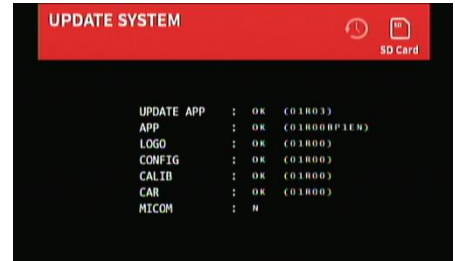 UPDATE SYSTEM
SD
SD Card
UPDATE APP : OK (01R03)
APP : OK (01R00BP1EN)
LOGO : OK (01R00)
CONFIG : OK (01R00)
CALIB : OK (01R00)
CAR : OK (01R00)
MICOM : N